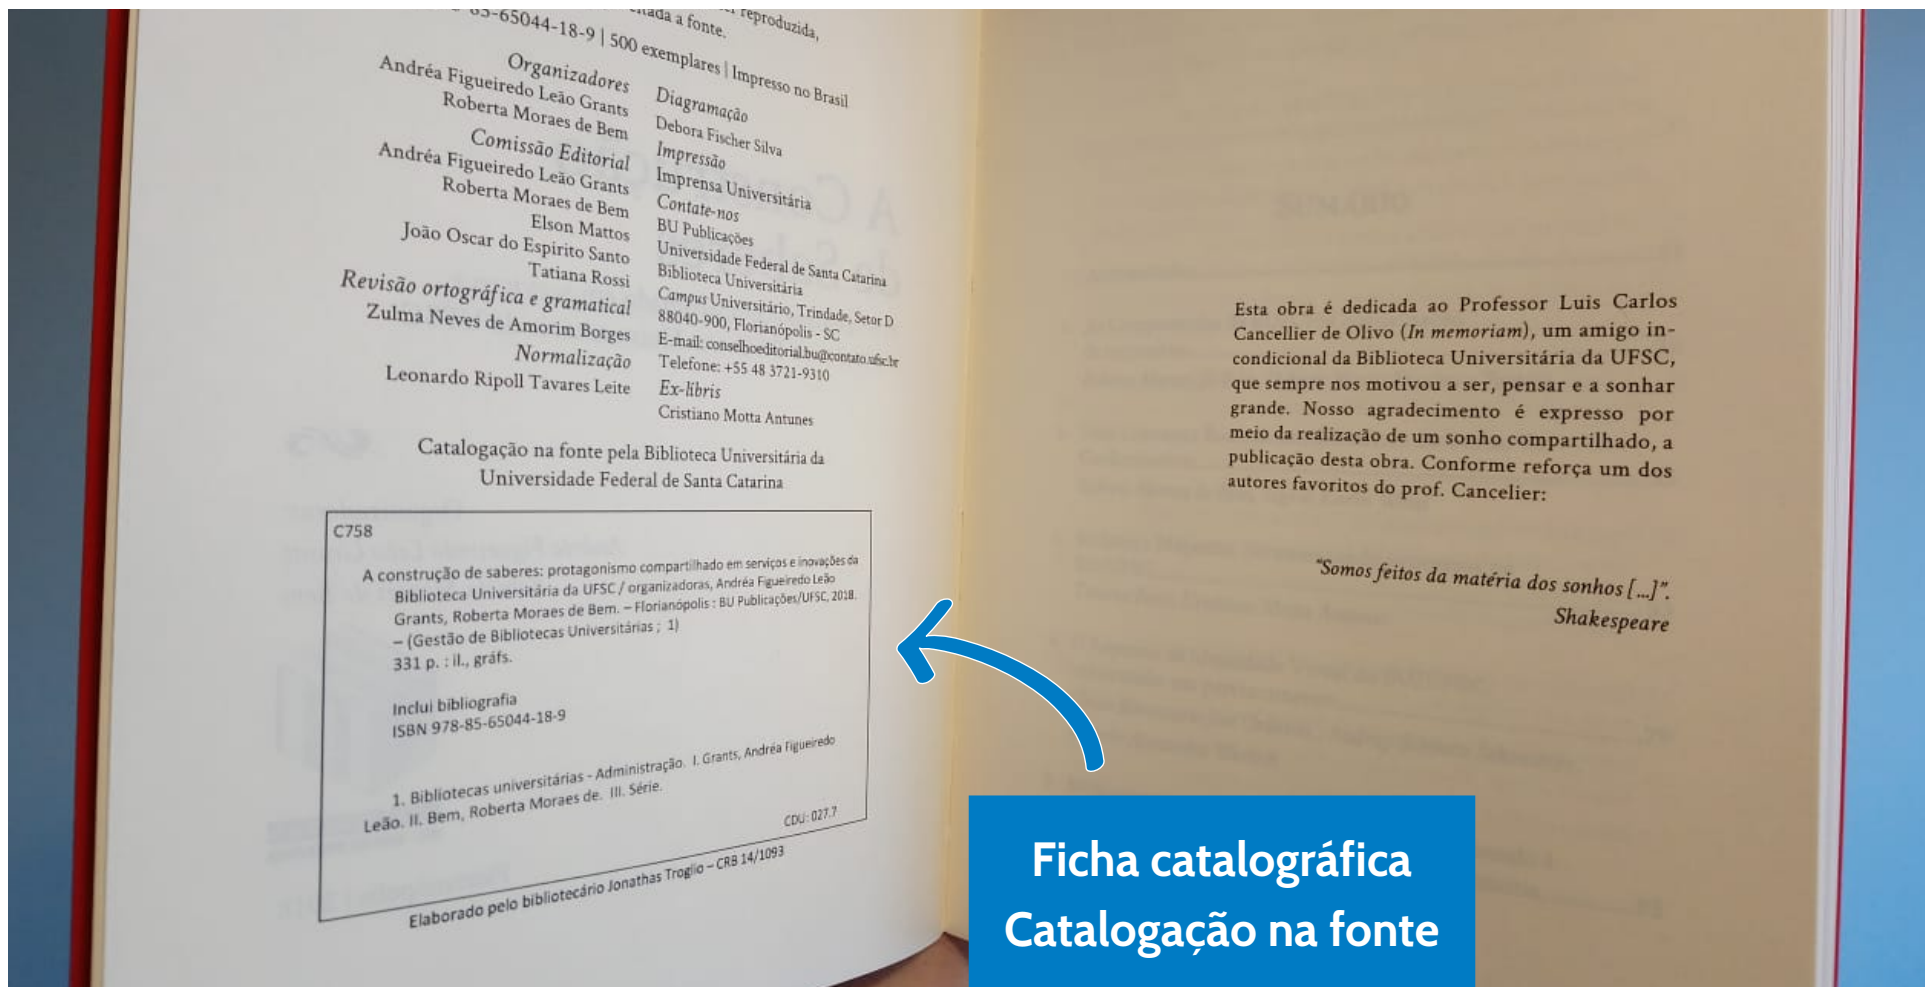 reproduzida,
citada a fonte.
85-65044-18-9 | 500 exemplares | Impresso no Brasil
Organizadores
Andréa Figueiredo Leão Grants
Roberta Moraes de Bem
Comissão Editorial
Andréa Figueiredo Leão Grants
Roberta Moraes de Bem
Elson Mattos
João Oscar do Espírito Santo
Tatiana Rossi
Revisão ortográfica e gramatical
Zulma Neves de Amorim Borges
Normalização
Leonardo Ripoll Tavares Leite
Diagramação
Debora Fischer Silva
Impressão
Imprensa Universitária
Contate-nos
BU Publicações
Universidade Federal de Santa Catarina
Biblioteca Universitária
Campus Universitário, Trindade, Setor D
88040-900, Florianópolis - SC
E-mail: conselhoeditorial.bu@contato.ufsc.br
Telefone: +55 48 3721-9310
Ex-libris
Cristiano Motta Antunes
Catalogação na fonte pela Biblioteca Universitária da
Universidade Federal de Santa Catarina
C758
A construção de saberes: protagonismo compartilhado em serviços e inovações da
Biblioteca Universitária da UFSC / organizadoras, Andréa Figueiredo Leão
Grants, Roberta Moraes de Bem. – Florianópolis : BU Publicações/UFSC, 2018.
– (Gestão de Bibliotecas Universitárias ; 1)
331 p. : il., gráfs.
Inclui bibliografia
ISBN 978-85-65044-18-9
1. Bibliotecas universitárias - Administração. I. Grants, Andréa Figueiredo
Leão. II. Bem, Roberta Moraes de. III. Série.
CDU: 027.7
Elaborado pelo bibliotecário Jonathas Troglio – CRB 14/1093
Esta obra é dedicada ao Professor Luis Carlos
Cancellier de Olivo (In memoriam), um amigo in-
condicional da Biblioteca Universitária da UFSC,
que sempre nos motivou a ser, pensar e a sonhar
grande. Nosso agradecimento é expresso por
meio da realização de um sonho compartilhado, a
publicação desta obra. Conforme reforça um dos
autores favoritos do prof. Cancelier:
"Somos feitos da matéria dos sonhos [...]".
Shakespeare
Ficha catalográfica
Catalogação na fonte